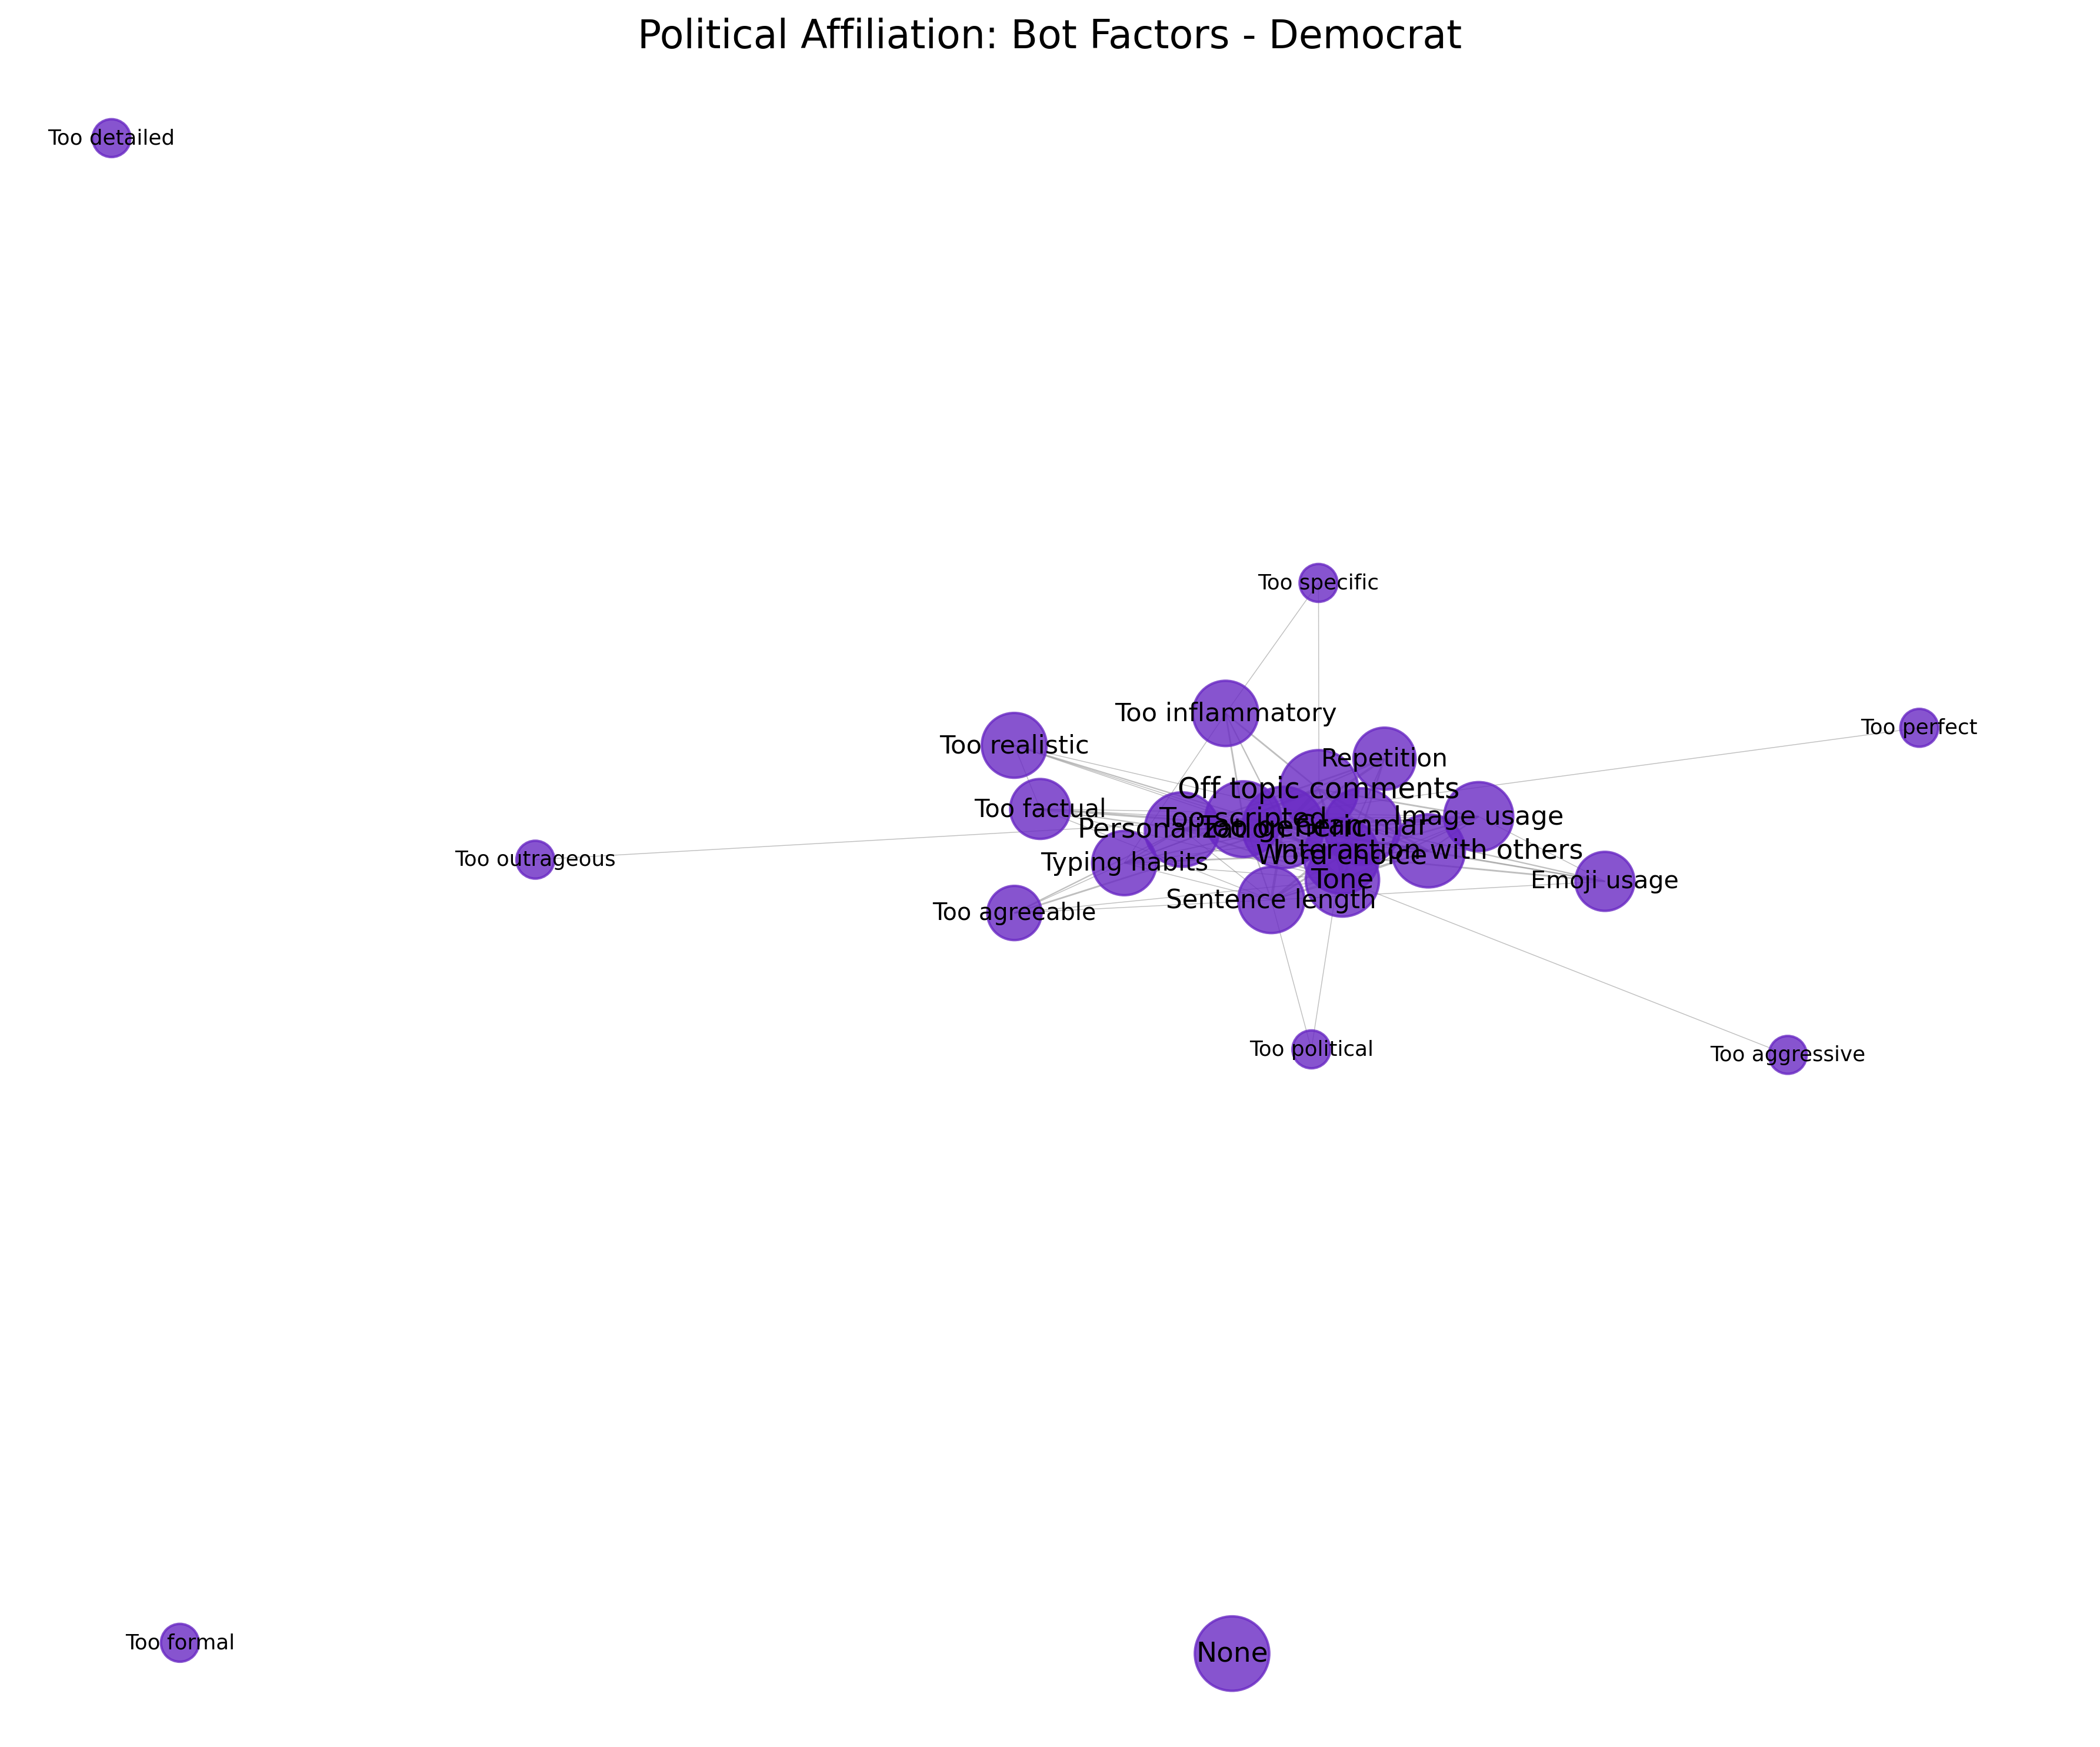 Political Affiliation: Bot Factors - Democrat
Too detailed
Too specific
Too inflammatory
Too perfect
Too realistic
Repetition
Off topic comments
Too factual
Too scripted
Image usage
Personalization
Too generic
Grammar
Interaction with others
Word choice
Too outrageous
Typing habits
Tone
Emoji usage
Sentence length
Too agreeable
Too political
Too aggressive
Too formal
None